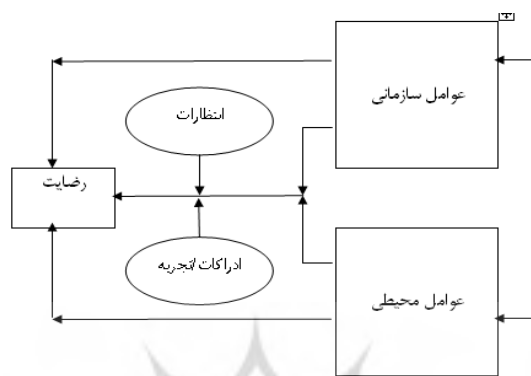 عوامل سازمانی
انتظارات
رضایت
ادراکات/تجربه
عوامل محیطی